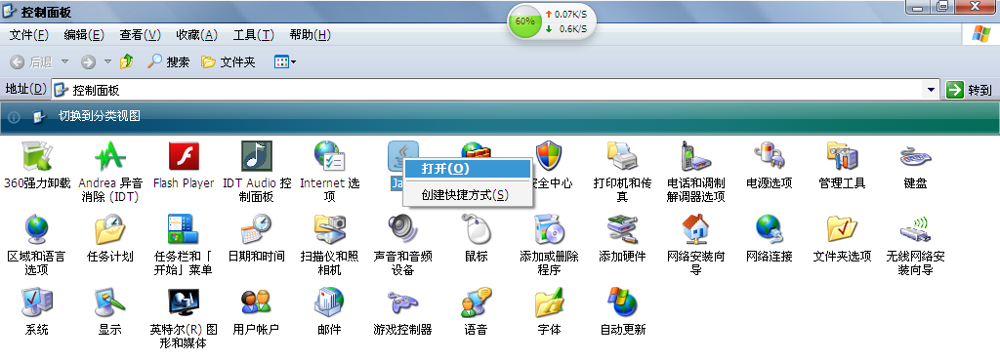 控制面板
60%
0.07K/S
0.6K/S
文件(F) 编辑(E) 查看(V) 收藏(A) 工具(T) 帮助(H)
后退 搜索 文件夹
地址(D) 控制面板 转到
切换到分类视图
打开(O)
创建快捷方式(S)
360强力卸载
Andrea 异音
消除 (IDT)
Flash Player
IDT Audio 控
制面板
Internet 选
项
Ja
安全中心
打印机和传
真
电话和调制
解调器选项
电源选项
管理工具
键盘
区域和语言
选项
任务计划
任务栏和「
开始」菜单
日期和时间
扫描仪和照
相机
声音和音频
设备
鼠标
添加或删除
程序
添加硬件
网络安装向
导
网络连接
文件夹选项
无线网络安
装向导
系统
显示
英特尔(R) 图
形和媒体
用户帐户
邮件
游戏控制器
语音
字体
自动更新